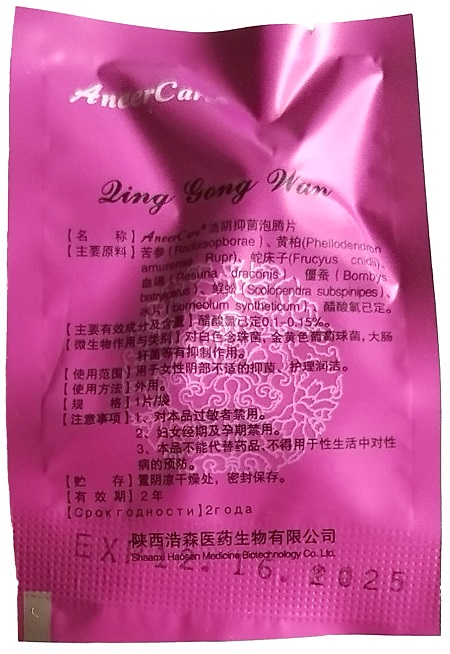 AneerCare
Qing Gong Wan
【名 称】AneerCare® 洁阴抑菌泡腾片
【主要原料】苦参(Radixsopborae)、黄柏(Phellodendron
amurense Rupr)、蛇床子(Frucyus cnidii)、
血竭(Resuna draconis)、僵蚕(Bombys
batrycatus)、蜈蚣(Scolopendra subspinipes)、
冰片(borneolum syntheticum)、醋酸氯已定。
【主要有效成分及含量】醋酸氯已定0.1-0.15%。
【微生物作用与类别】对白色念珠菌，金黄色葡萄球菌，大肠
杆菌等有抑制作用。
【使用范围】用于女性阴部不适的抑菌、护理润洁。
【使用方法】外用。
【规 格】1片/袋
【注意事项】1、对本品过敏者禁用。
2、妇女经期及孕期禁用。
3、本品不能代替药品，不得用于性生活中对性
病的预防。
【贮 存】置阴凉干燥处，密封保存。
【有效期】2年
【Срок годности】2года
陕西浩森医药生物有限公司
Shaanxi Haosen Medicine Biotechnology Co. Ltd.
EX 12. 16. 2025